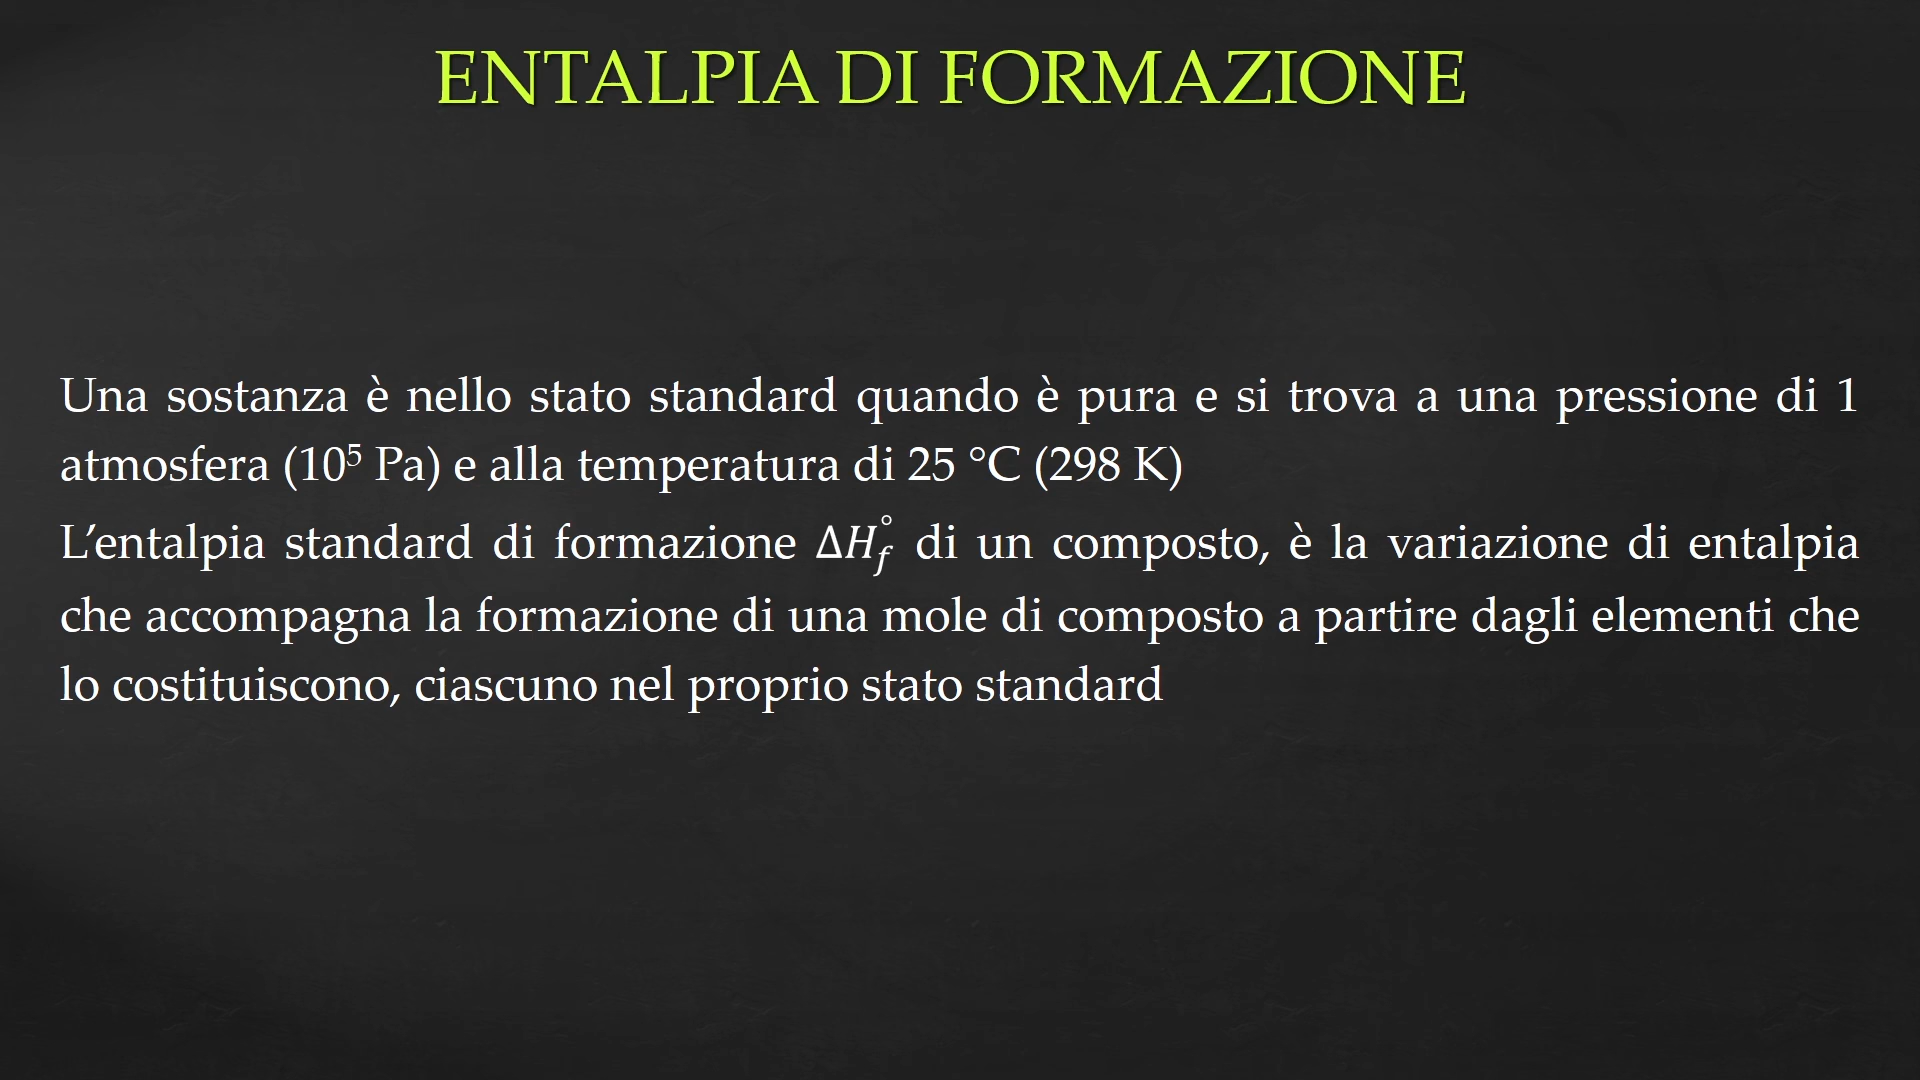 ENTALPIA DI FORMAZIONE
Una sostanza è nello stato standard quando è pura e si trova a una pressione di 1
atmosfera (10⁵ Pa) e alla temperatura di 25 °C (298 K)
L’entalpia standard di formazione ΔH°f di un composto, è la variazione di entalpia
che accompagna la formazione di una mole di composto a partire dagli elementi che
lo costituiscono, ciascuno nel proprio stato standard